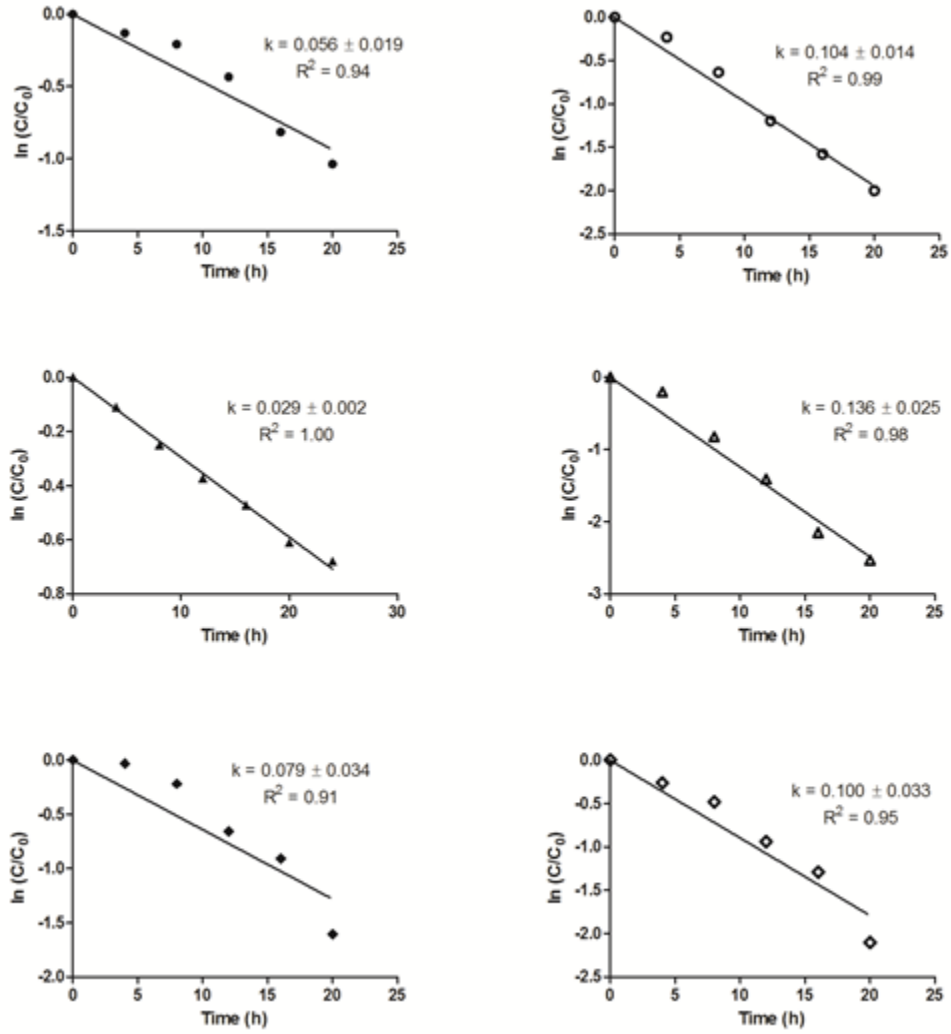 0.0
-0.5
-1.0
-1.5
ln (C/C₀)
k = 0.056 ± 0.019
R² = 0.94
0 5 10 15 20 25
Time (h)
0.0
-0.5
-1.0
-1.5
-2.0
-2.5
ln (C/C₀)
k = 0.104 ± 0.014
R² = 0.99
0 5 10 15 20 25
Time (h)
0.0
-0.2
-0.4
-0.6
-0.8
ln (C/C₀)
k = 0.029 ± 0.002
R² = 1.00
0 10 20 30
Time (h)
0
-1
-2
-3
ln (C/C₀)
k = 0.136 ± 0.025
R² = 0.98
0 5 10 15 20 25
Time (h)
0.0
-0.5
-1.0
-1.5
-2.0
ln (C/C₀)
k = 0.079 ± 0.034
R² = 0.91
0 5 10 15 20 25
Time (h)
0.0
-0.5
-1.0
-1.5
-2.0
-2.5
ln (C/C₀)
k = 0.100 ± 0.033
R² = 0.95
0 5 10 15 20 25
Time (h)